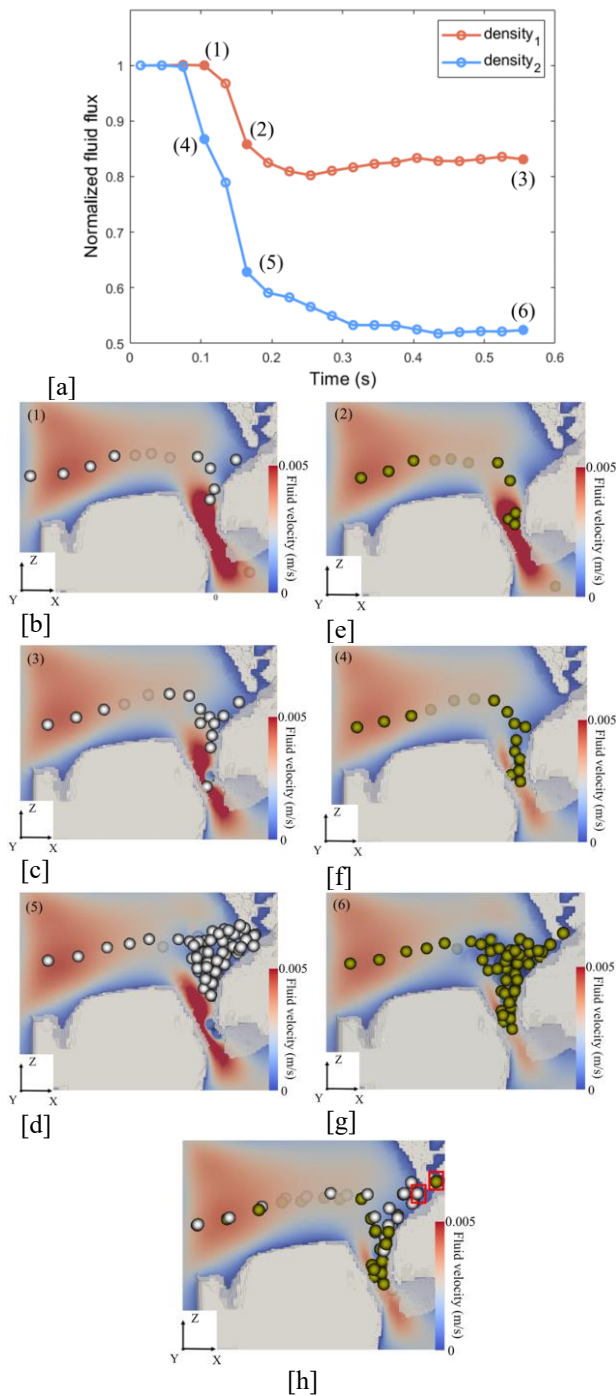 density1
density2
(1)
(2)
(3)
(4)
(5)
(6)
1
0.9
0.8
0.7
0.6
0.5
Normalized fluid flux
0
0.1
0.2
0.3
0.4
0.5
0.6
Time (s)
[a]
(1)
0.005
Fluid velocity (m/s)
0
Z
Y X
0
[b]
(2)
0.005
Fluid velocity (m/s)
0
Z
Y X
[e]
(3)
0.005
Fluid velocity (m/s)
0
Z
Y X
[c]
(4)
0.005
Fluid velocity (m/s)
0
Z
Y X
[f]
(5)
0.005
Fluid velocity (m/s)
0
Z
Y X
[d]
(6)
0.005
Fluid velocity (m/s)
0
Z
Y X
[g]
0.005
Fluid velocity (m/s)
0
Z
Y X
[h]